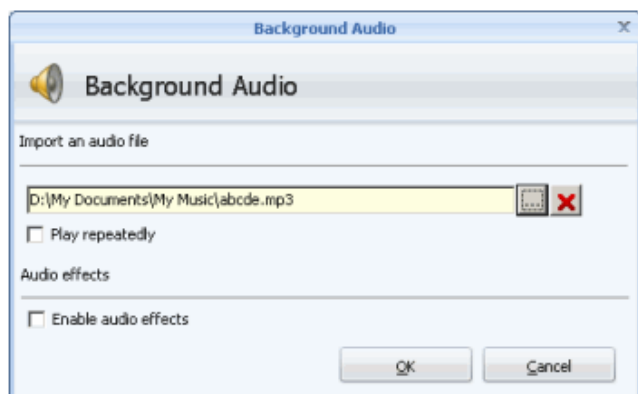 Background Audio
Background Audio
Import an audio file
D:\My Documents\My Music\abcde.mp3
...
Play repeatedly
Audio effects
Enable audio effects
OK
Cancel